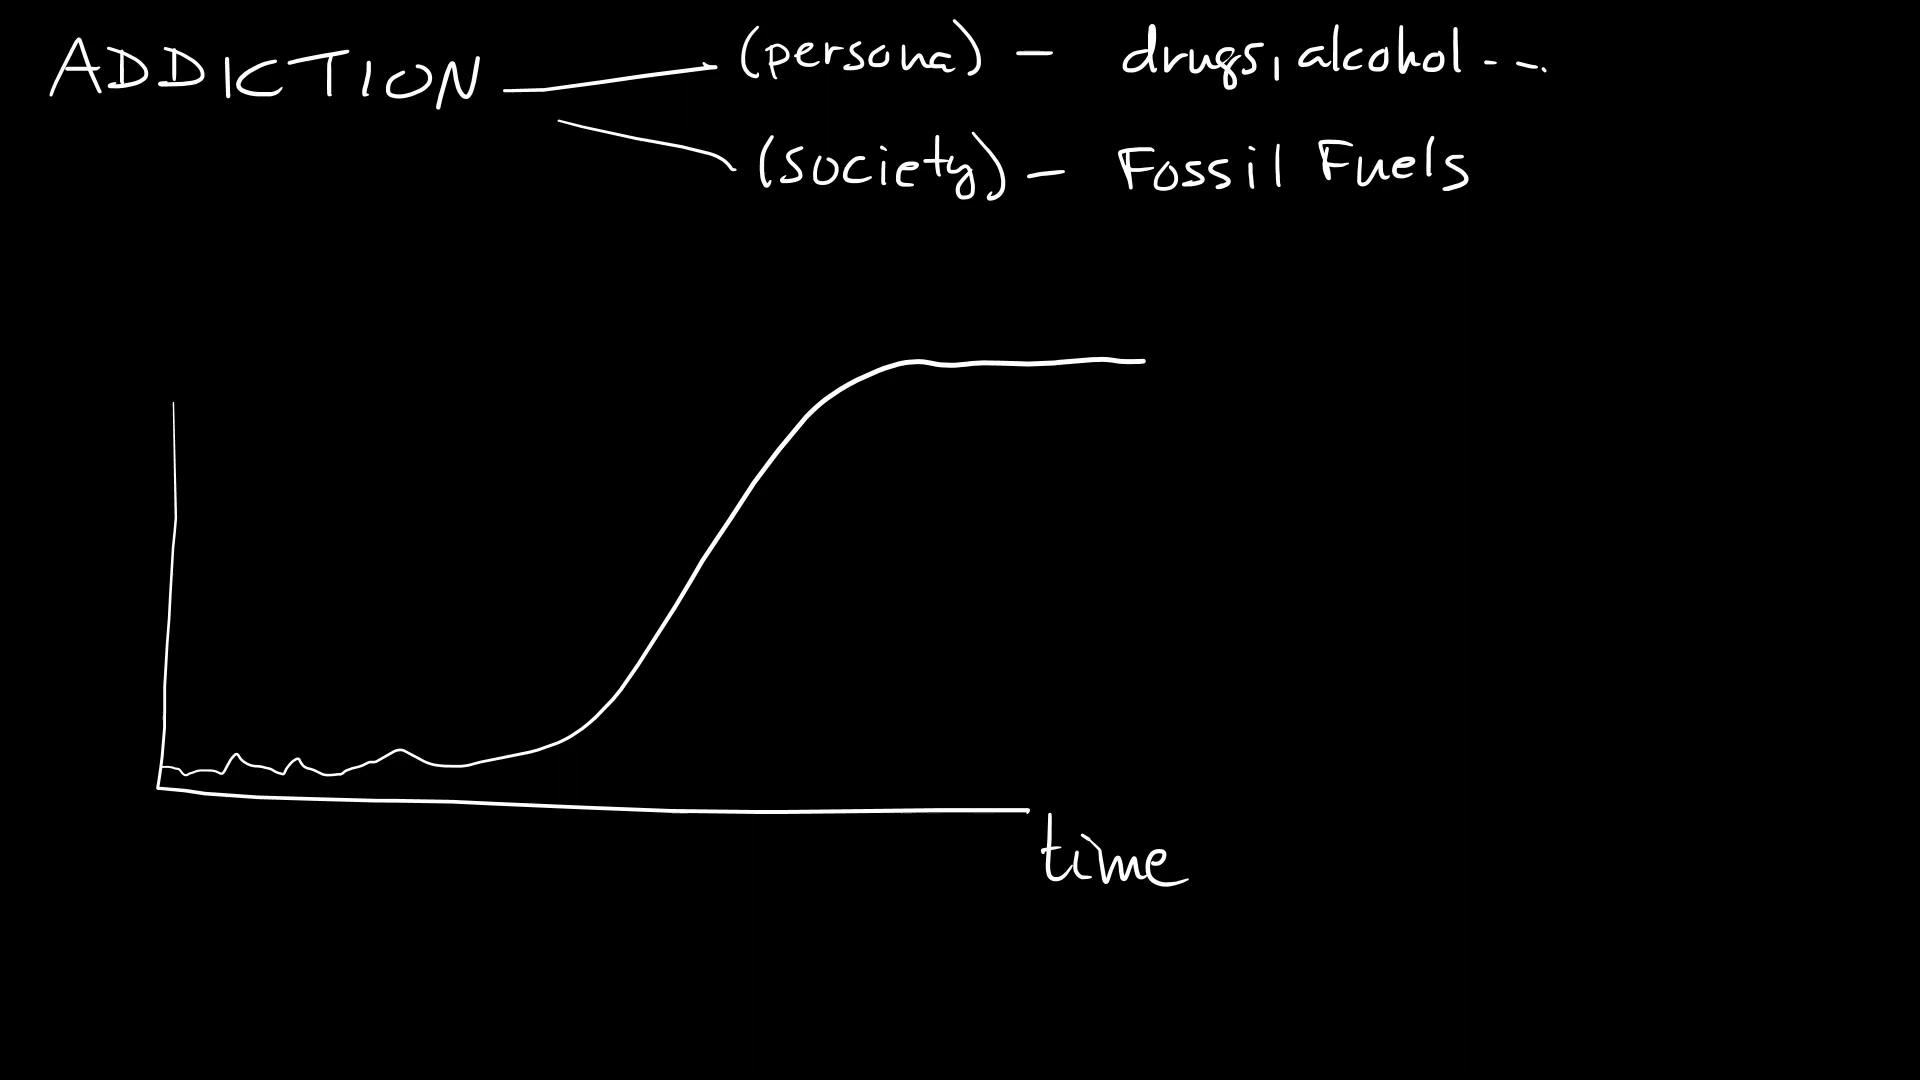 ADDICTION
(persona) - drugs, alcohol - -.
(society) - Fossil Fuels
time